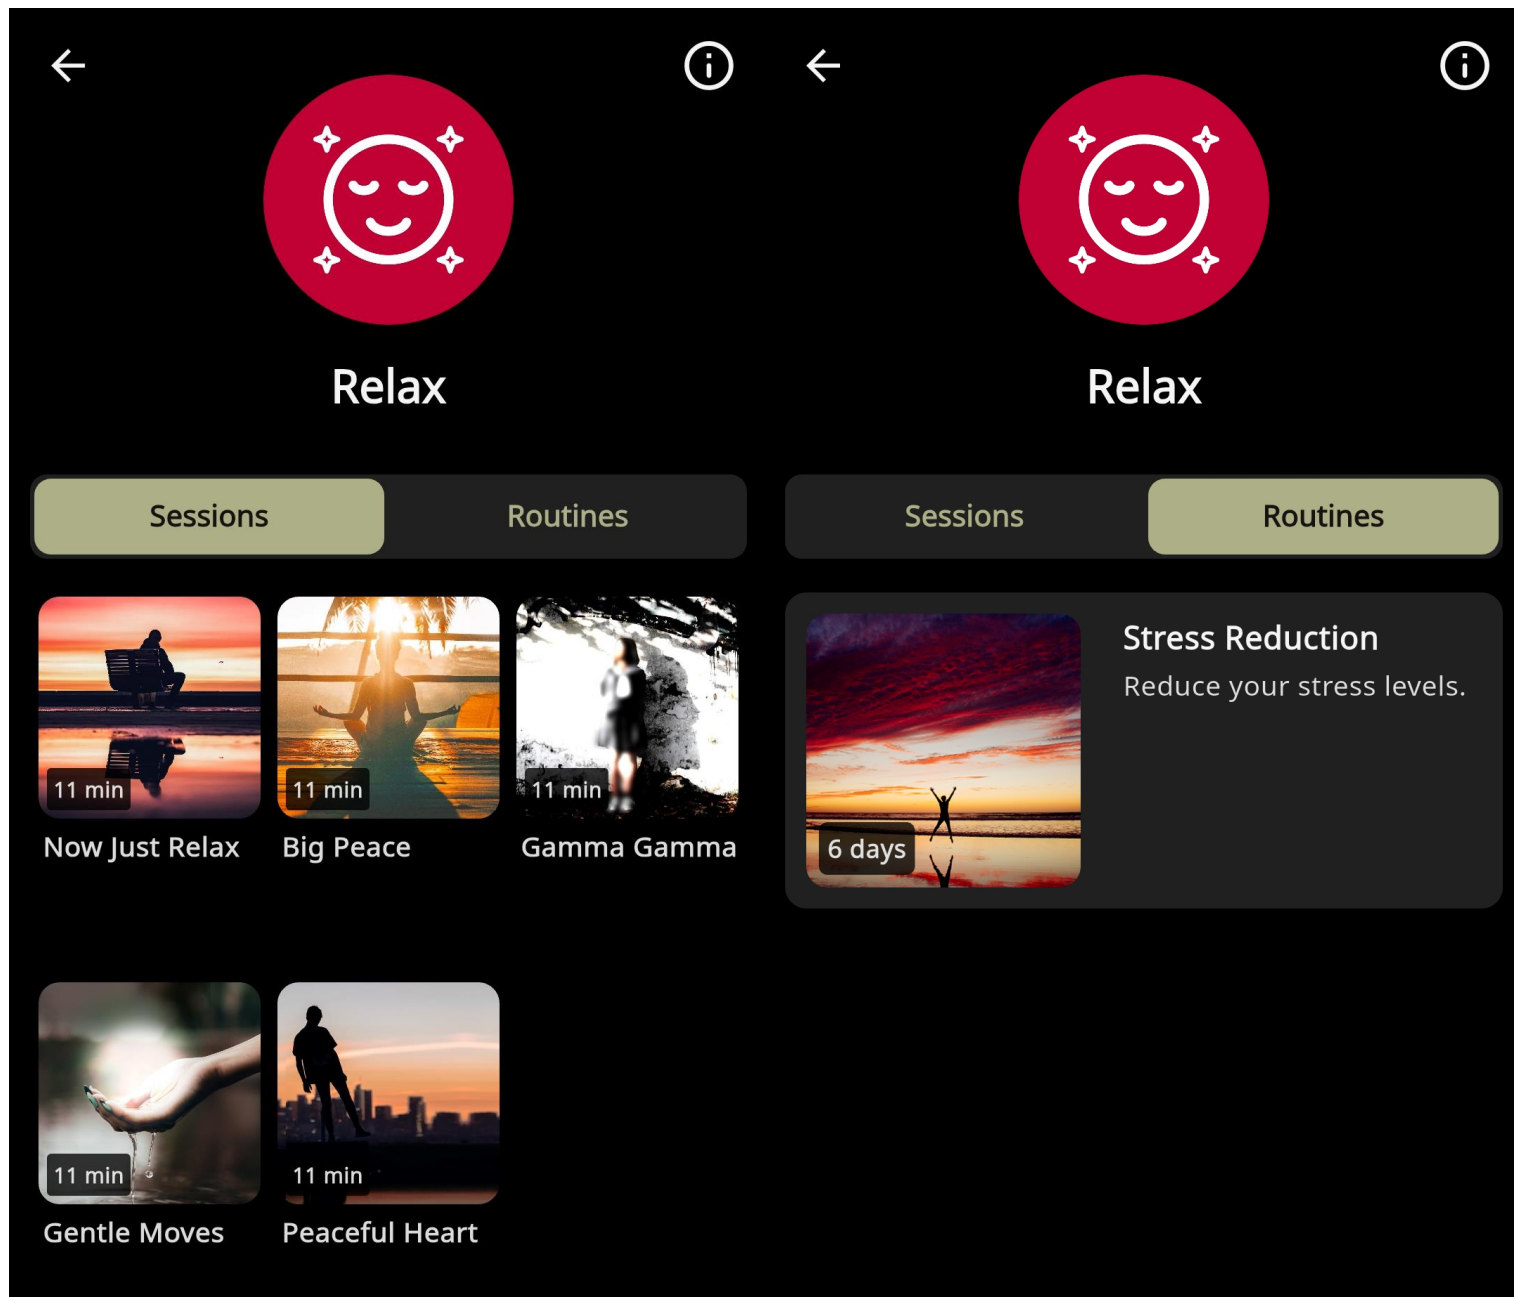 Relax
Sessions
Routines
11 min
11 min
11 min
Now Just Relax
Big Peace
Gamma Gamma
11 min
11 min
Gentle Moves
Peaceful Heart
Relax
Sessions
Routines
Stress Reduction
Reduce your stress levels.
6 days